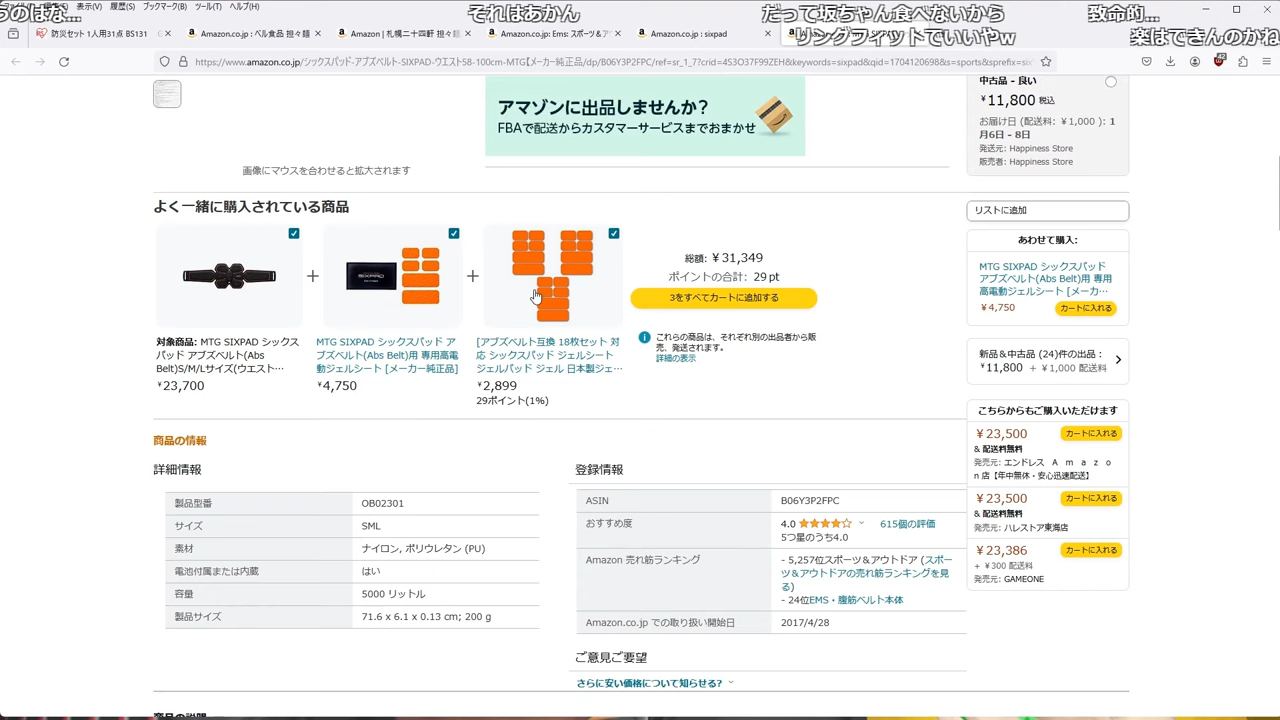 うのはな...
それはあかん
だって坂ちゃん食べないから
致命的...
リングフィットでいいやw
楽はできんのかね
表示(V) 履歴(S) ブックマーク(B) ツール(T) ヘルプ(H)
防災セット 1人用31点 BS131
Amazon.co.jp : ベル食品 担々麺
Amazon | 札幌二十四軒 担々麺
Amazon.co.jp: Ems: スポーツ&ア
Amazon.co.jp : sixpad
https://www.amazon.co.jp/シックスパッド-アブズベルト-SIXPAD-ウエスト58-100cm-MTG【メーカー純正品/dp/B06Y3P2FPC/ref=sr_1_7?crid=4S3O37F99ZEH&keywords=sixpad&qid=1704120698&s=sports&sprefix=six
アマゾンに出品しませんか?
FBAで配送からカスタマーサービスまでおまかせ
画像にマウスを合わせると拡大されます
中古品 - 良い
¥11,800 税込
お届け日 (配送料: ¥1,000 ): 1
月6日 - 8日
発送元: Happiness Store
販売者: Happiness Store
リストに追加
よく一緒に購入されている商品
総額: ¥31,349
ポイントの合計: 29 pt
3をすべてカートに追加する
これらの商品は、それぞれ別の出品者から販
売、発送されます。
詳細の表示
SIXPAD
対象商品: MTG SIXPAD シックス
パッド アブズベルト(Abs
Belt)S/M/Lサイズ(ウエスト…
¥23,700
MTG SIXPAD シックスパッド ア
ブズベルト(Abs Belt)用 専用高電
動ジェルシート [メーカー純正品]
¥4,750
[アブズベルト互換 18枚セット 対
応 シックスパッド ジェルシート
ジェルパッド ジェル 日本製ジェ…
¥2,899
29ポイント(1%)
あわせて購入:
MTG SIXPAD シックスパッド
アブズベルト(Abs Belt)用 専用
高電動ジェルシート [メーカ…
¥4,750
カートに入れる
新品&中古品 (24)件の出品:
¥11,800 + ¥1,000 配送料
こちらからもご購入いただけます
¥23,500
カートに入れる
& 配送料無料
発売元: エンドレス Amazo
n 店【年中無休・安心迅速配送】
¥23,500
カートに入れる
& 配送料無料
発売元: ハレストア東海店
¥23,386
カートに入れる
+ ¥300 配送料
発売元: GAMEONE
商品の情報
詳細情報
製品型番 OB02301
サイズ SML
素材 ナイロン, ポリウレタン (PU)
電池付属または内蔵 はい
容量 5000 リットル
製品サイズ 71.6 x 6.1 x 0.13 cm; 200 g
登録情報
ASIN B06Y3P2FPC
おすすめ度 4.0 615個の評価
5つ星のうち4.0
Amazon 売れ筋ランキング - 5,257位スポーツ&アウトドア (スポー
ツ&アウトドアの売れ筋ランキングを見
る)
- 24位EMS・腹筋ベルト本体
Amazon.co.jp での取り扱い開始日 2017/4/28
ご意見ご要望
さらに安い価格について知らせる?